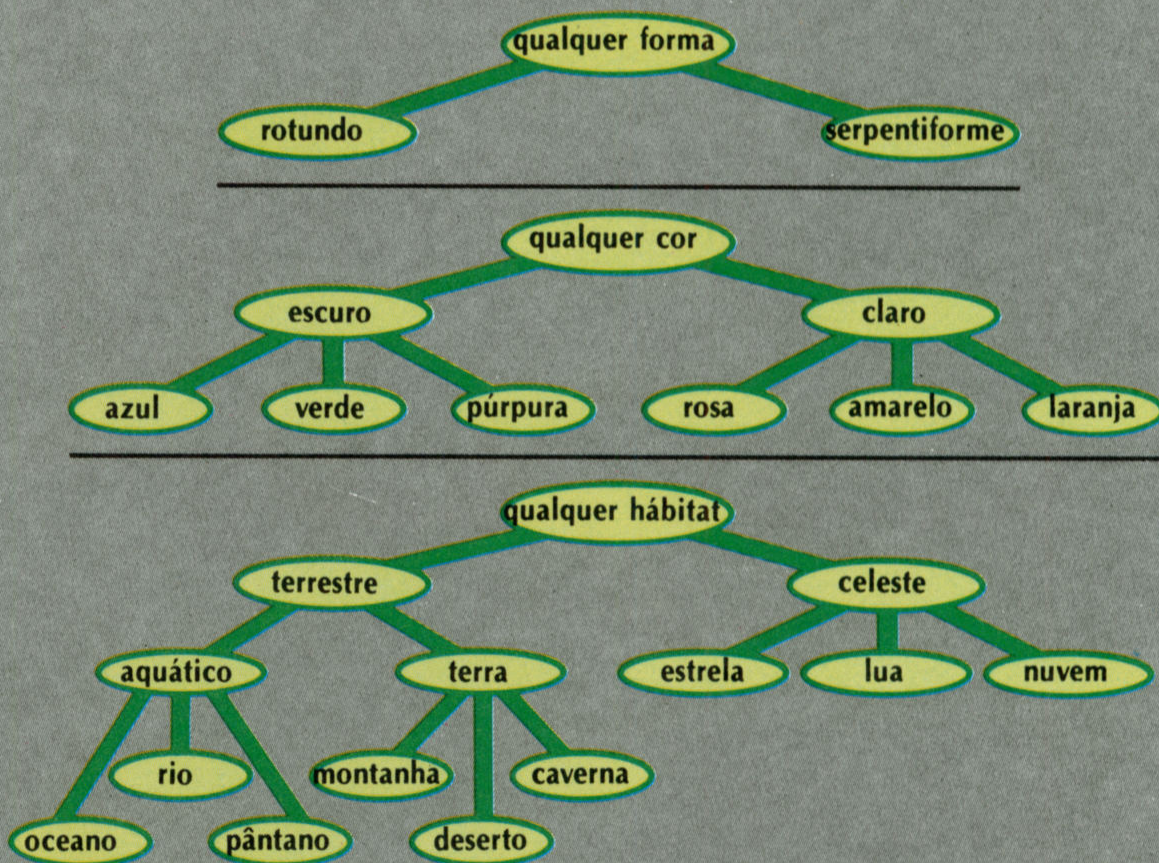 qualquer forma
rotundo serpentiforme
qualquer cor
escuro claro
azul verde púrpura rosa amarelo laranja
qualquer hábitat
terrestre celeste
aquático terra estrela lua nuvem
rio montanha caverna
oceano pântano deserto